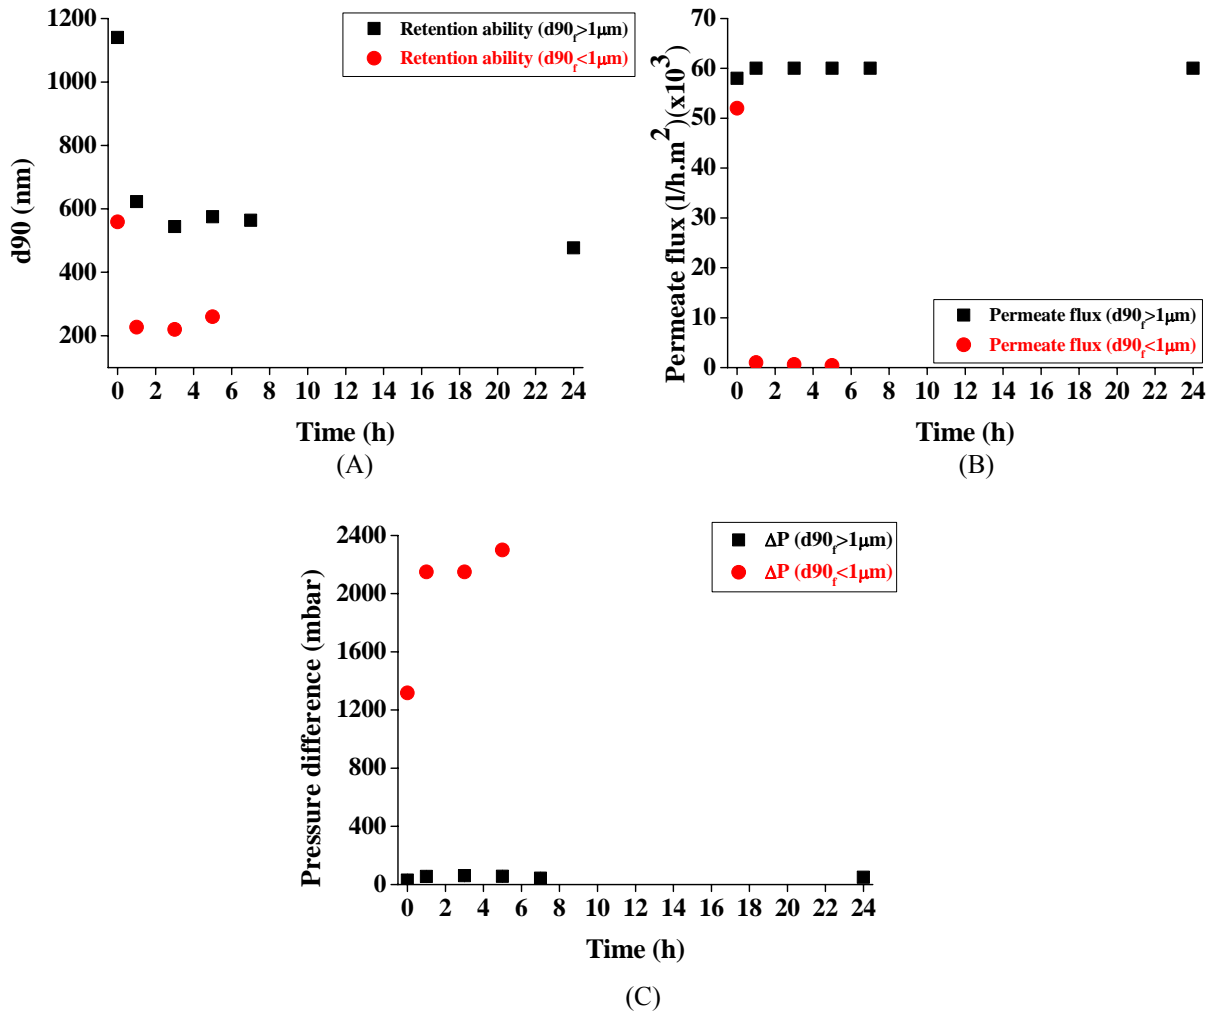 1200
1000
800
600
400
200
d90 (nm)
Retention ability (d90f>1μm)
Retention ability (d90f<1μm)
0 2 4 6 8 10 12 14 16 18 20 22 24
Time (h)
(A)
70
60
50
40
30
20
10
0
Permeate flux (l/h.m²)(x10³)
Permeate flux (d90f>1μm)
Permeate flux (d90f<1μm)
0 2 4 6 8 10 12 14 16 18 20 22 24
Time (h)
(B)
2400
2000
1600
1200
800
400
0
Pressure difference (mbar)
ΔP (d90f>1μm)
ΔP (d90f<1μm)
0 2 4 6 8 10 12 14 16 18 20 22 24
Time (h)
(C)